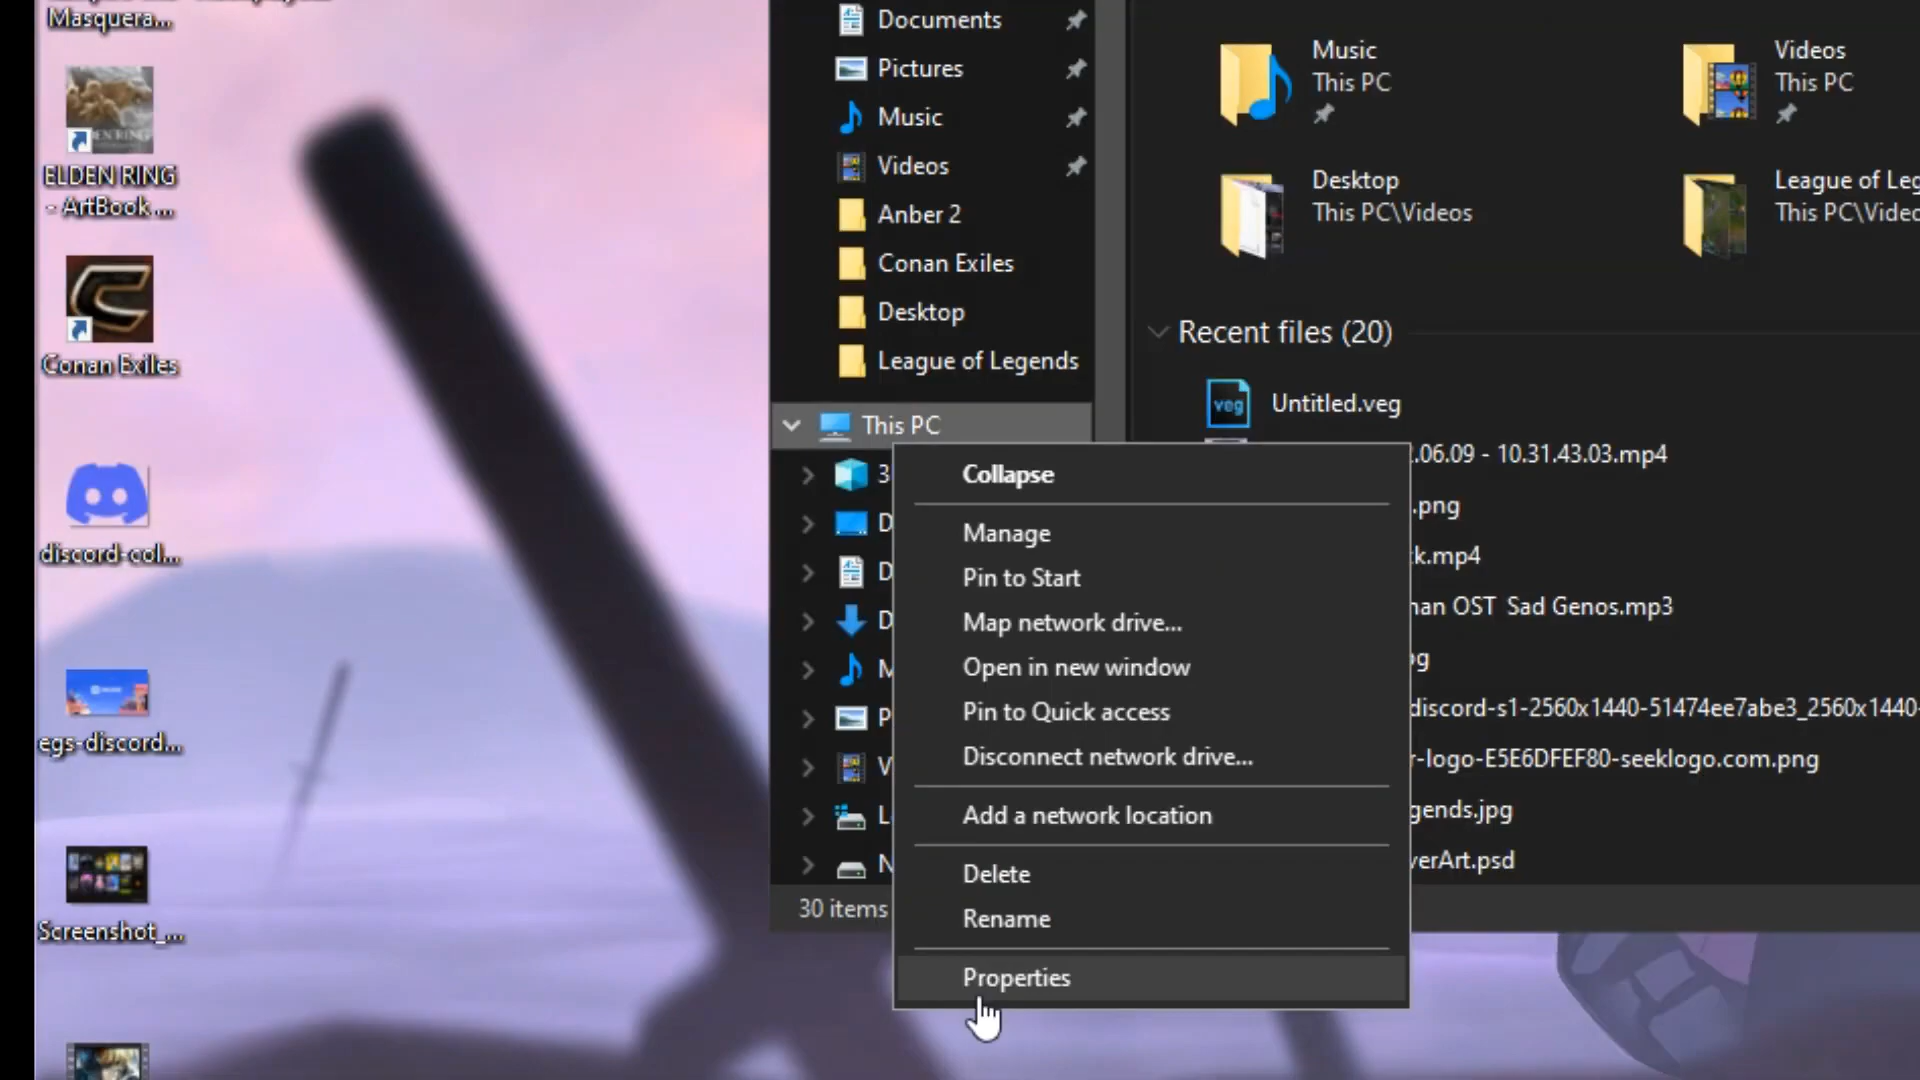 Masquera...
ELDEN RING
- ArtBook ...
Conan Exiles
discord-col...
egs-discord...
Screenshot_...
Documents
Pictures
Music
Videos
Anber 2
Conan Exiles
Desktop
League of Legends
This PC
3
D
D
D
M
P
V
L
N
30 items
Collapse
Manage
Pin to Start
Map network drive...
Open in new window
Pin to Quick access
Disconnect network drive...
Add a network location
Delete
Rename
Properties
Music
This PC
Videos
This PC
Desktop
This PC\Videos
League of Leg
This PC\Videc
Recent files (20)
veg
Untitled.veg
.06.09 - 10.31.43.03.mp4
.png
k.mp4
nan OST Sad Genos.mp3
g
discord-s1-2560x1440-51474ee7abe3_2560x1440-
r-logo-E5E6DFEF80-seeklogo.com.png
gends.jpg
verArt.psd